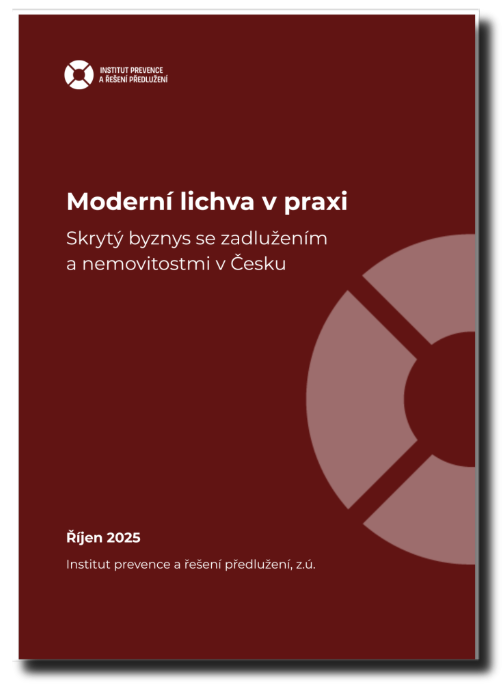 INSTITUT PREVENCE
A ŘEŠENÍ PŘEDLUŽENÍ
Moderní lichva v praxi
Skrytý byznys se zadlužením
a nemovitostmi v Česku
Říjen 2025
Institut prevence a řešení předlužení, z.ú.